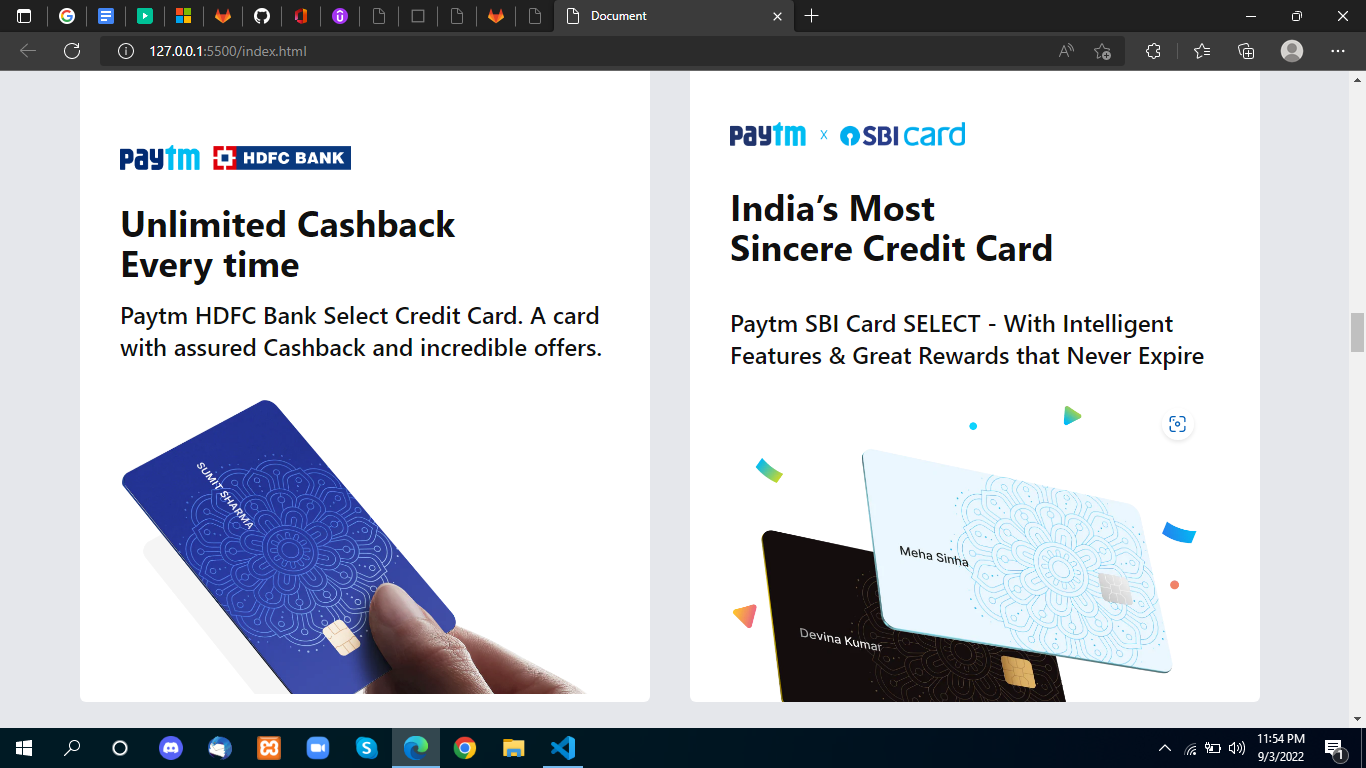 Document
127.0.0.1:5500/index.html
paytm HDFC BANK
Unlimited Cashback
Every time
Paytm HDFC Bank Select Credit Card. A card
with assured Cashback and incredible offers.
SUMIT SHARMA
paytm x SBI card
India’s Most
Sincere Credit Card
Paytm SBI Card SELECT - With Intelligent
Features & Great Rewards that Never Expire
Meha Sinha
Devina Kumar
11:54 PM
9/3/2022
1